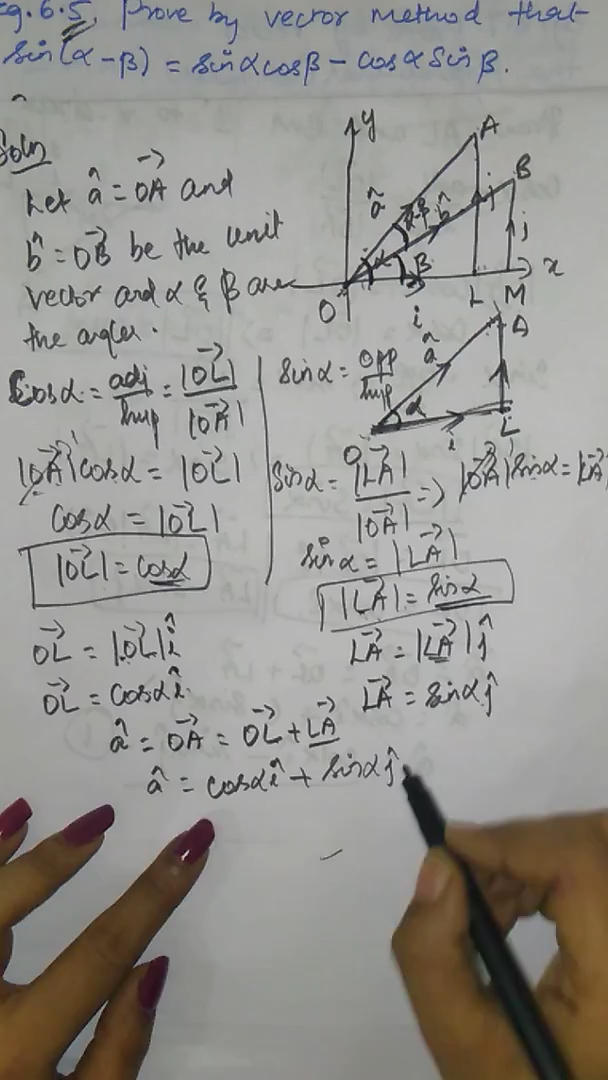 eg. 6.5, Prove by vector method that
sin(α - β) = sinα cosβ - cosα sinβ.
Soln
Let â = →OA and
b̂ = →OB be the unit
vector and α & β are
the angles.
y
A
B
â
b̂
α-β
α
β
j
j
x
O
i
L
M
Cosα = adj/hyp = |→OL|/|→OA|
|→OA| cosα = |→OL|
cosα = |→OL|
|→OL| = cosα
→OL = |→OL| î
→OL = cosα î
sinα = opp/hyp
â
A
α
O
i
L
sinα = |→LA|/|→OA| => |→OA| sinα = |→LA|
sinα = |→LA|
|→LA| = sinα
→LA = |→LA| ĵ
→LA = sinα ĵ
â = →OA = →OL + →LA
â = cosα î + sinα ĵ